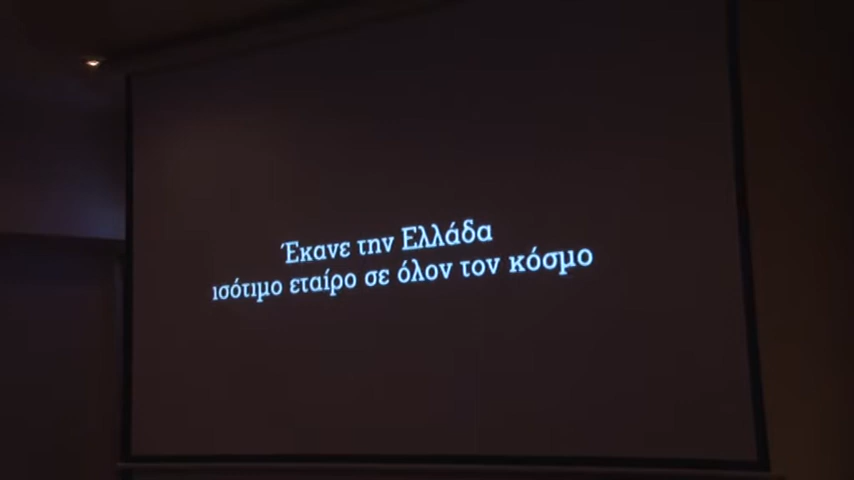 Έκανε την Ελλάδα
ισότιμο εταίρο σε όλον τον κόσμο